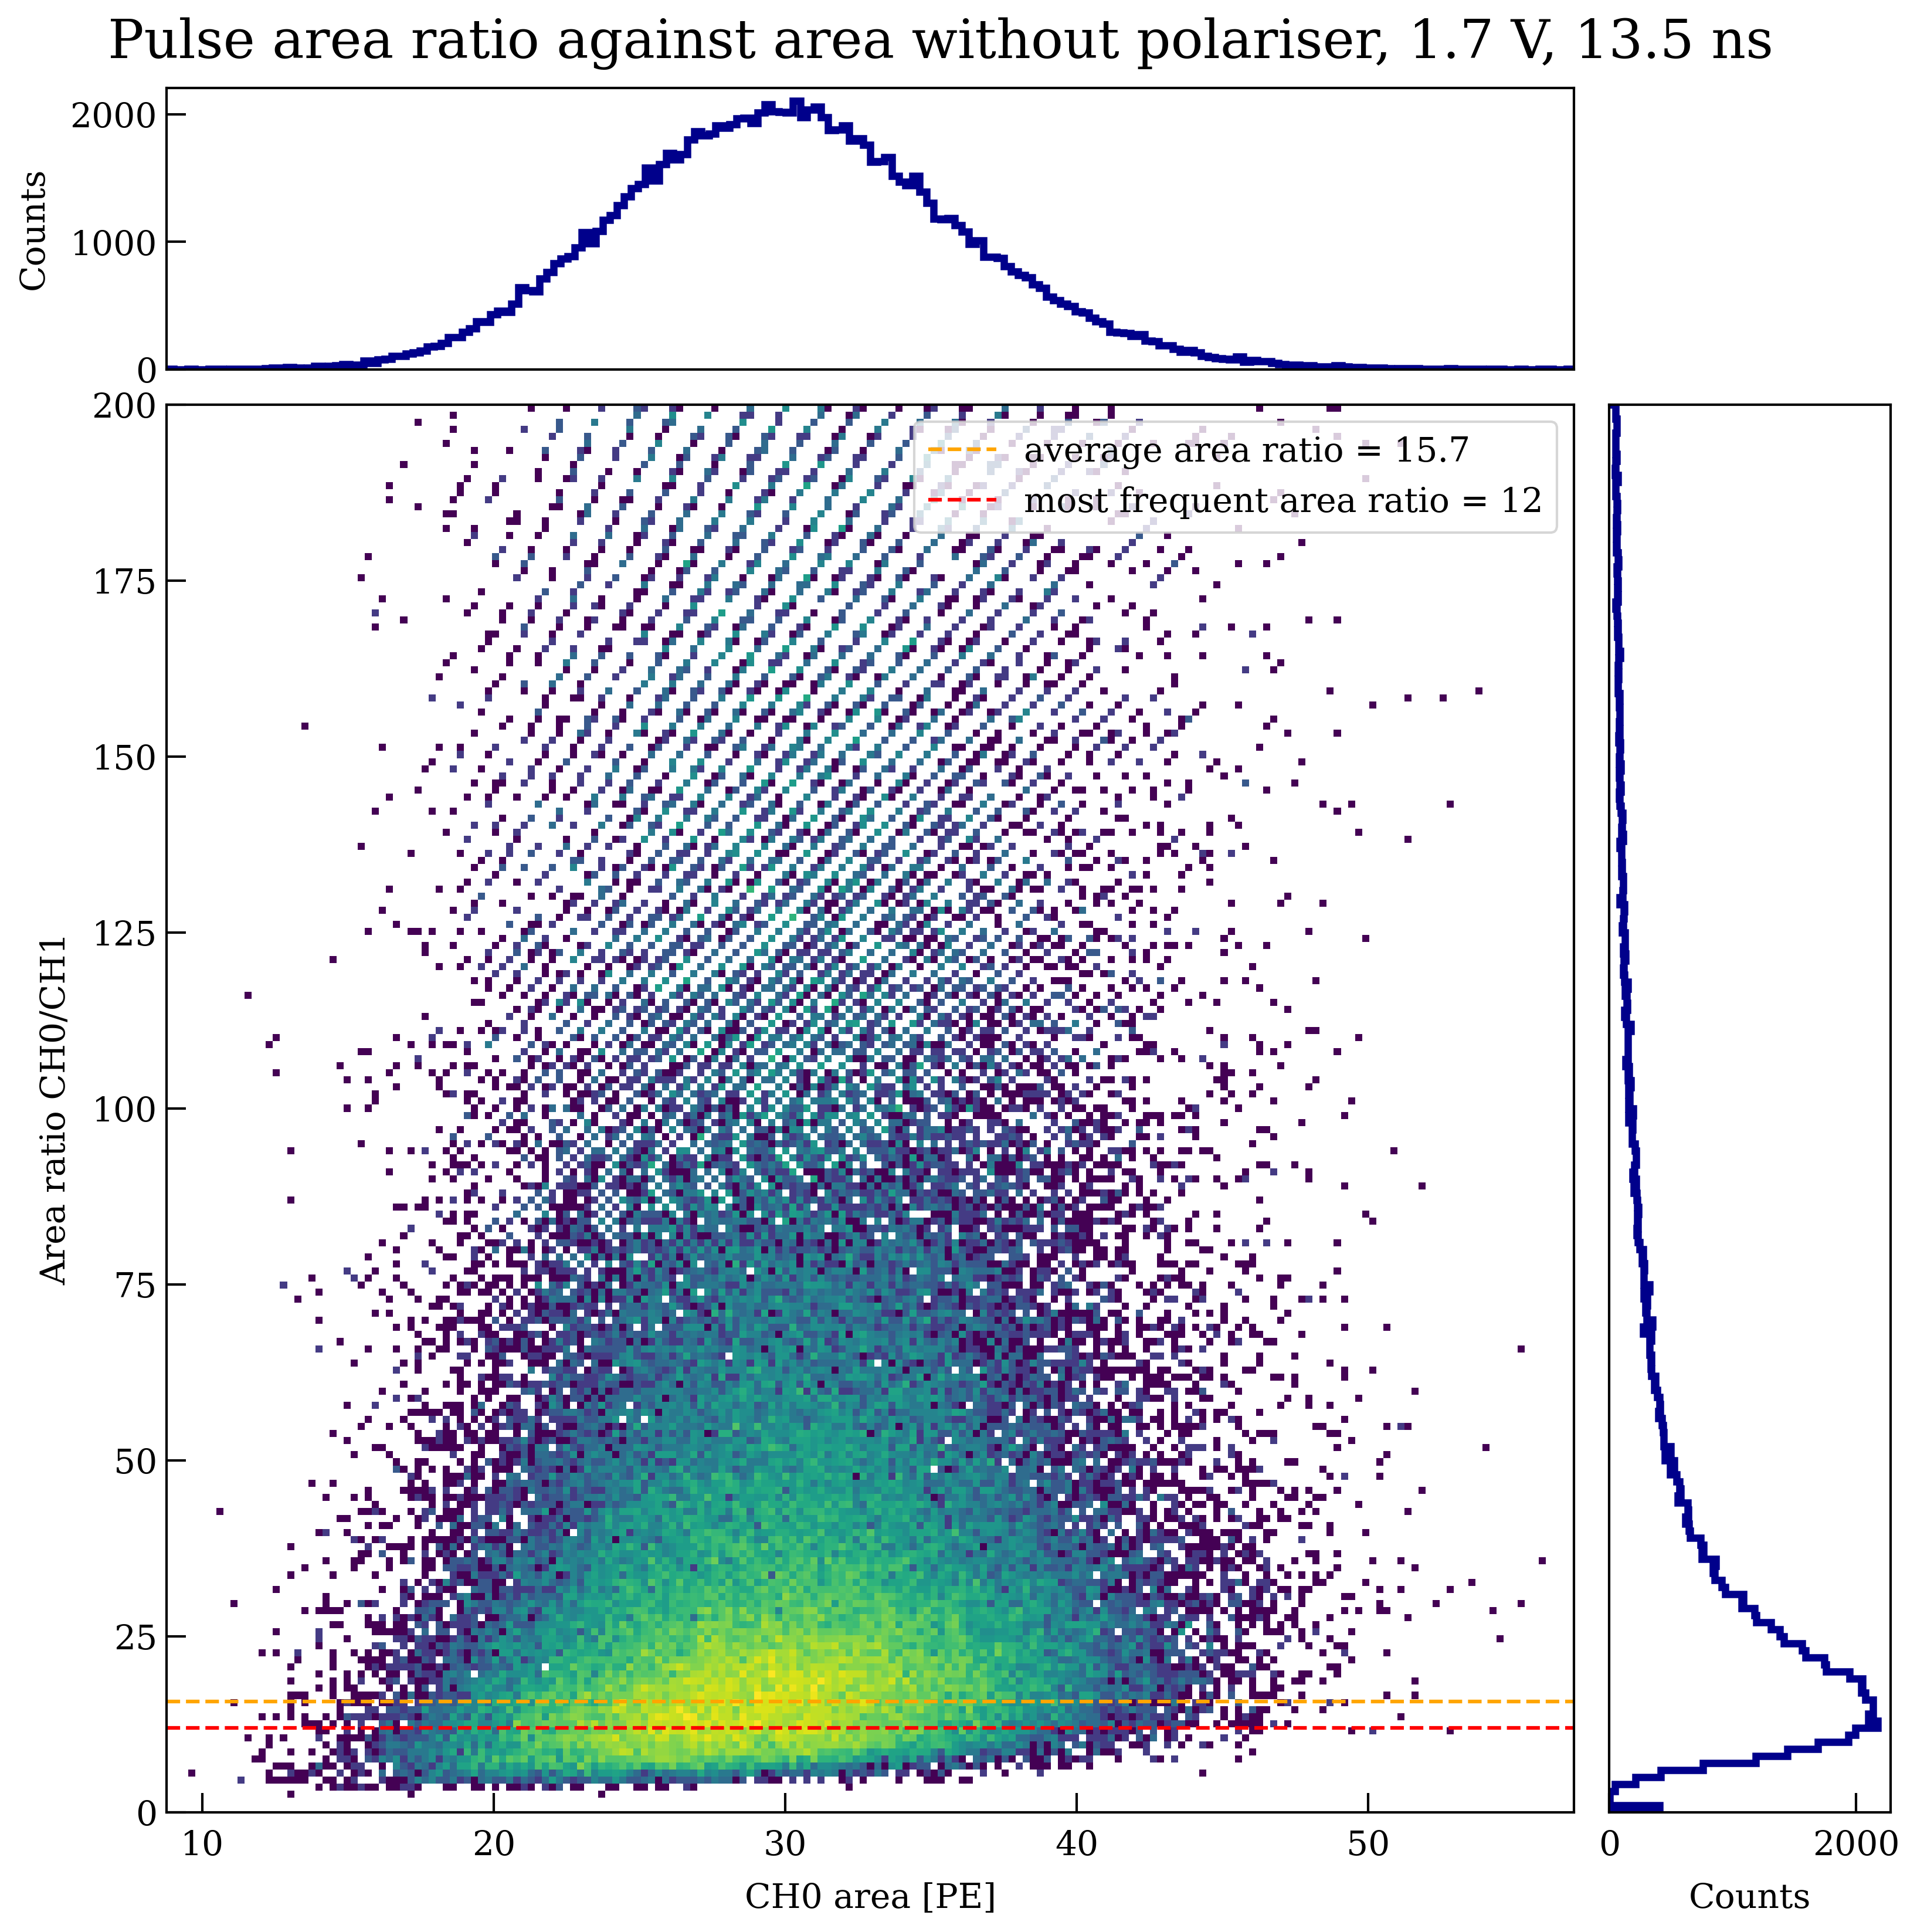 Pulse area ratio against area without polariser, 1.7 V, 13.5 ns
2000
1000
0
Counts
200
175
150
125
100
75
50
25
0
Area ratio CH0/CH1
average area ratio = 15.7
most frequent area ratio = 12
10 20 30 40 50
CH0 area [PE]
0 2000
Counts